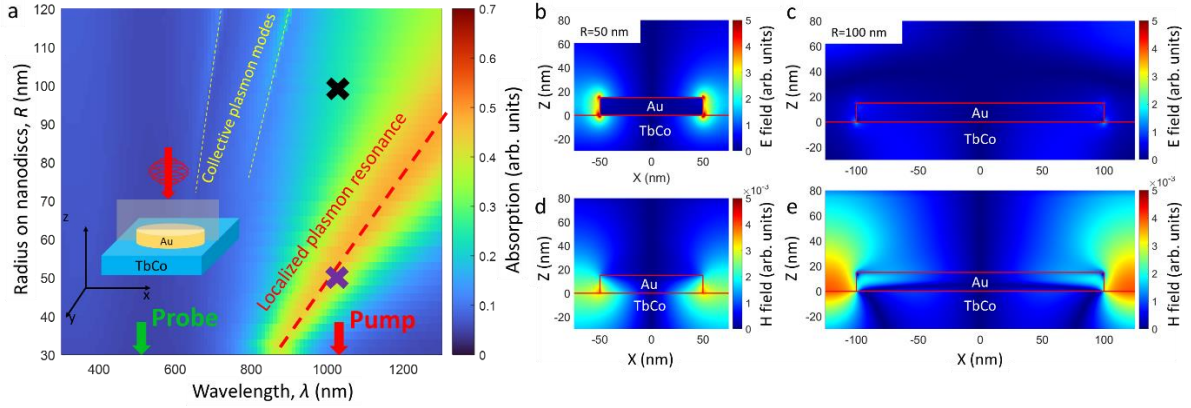 a
120
110
100
90
80
70
60
50
40
30
Radius on nanodiscs, R (nm)
400
600
800
1000
1200
Wavelength, λ (nm)
Collective plasmon modes
Localized plasmon resonance
z
Au
TbCo
x
y
Probe
Pump
0.7
0.6
0.5
0.4
0.3
0.2
0.1
0
Absorption (arb. units)
b
R=50 nm
80
60
40
20
0
-20
Z (nm)
Au
TbCo
-50
0
50
X (nm)
5
4
3
2
1
0
E field (arb. units)
c
R=100 nm
80
60
40
20
0
-20
Z (nm)
Au
TbCo
-100
-50
0
50
100
X (nm)
5
4
3
2
1
0
E field (arb. units)
d
80
60
40
20
0
-20
Z (nm)
Au
TbCo
-50
0
50
X (nm)
×10⁻³
5
4
3
2
1
0
H field (arb. units)
e
80
60
40
20
0
-20
Z (nm)
Au
TbCo
-100
-50
0
50
100
X (nm)
×10⁻³
5
4
3
2
1
0
H field (arb. units)